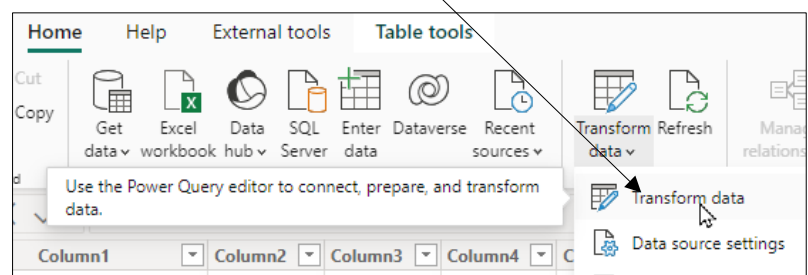 Home Help External tools Table tools
Cut
Copy
Get data
Excel workbook
Data hub
SQL Server
Enter data
Dataverse
Recent sources
Transform data
Refresh
Use the Power Query editor to connect, prepare, and transform
data.
Transform data
Data source settings
Column1 Column2 Column3 Column4